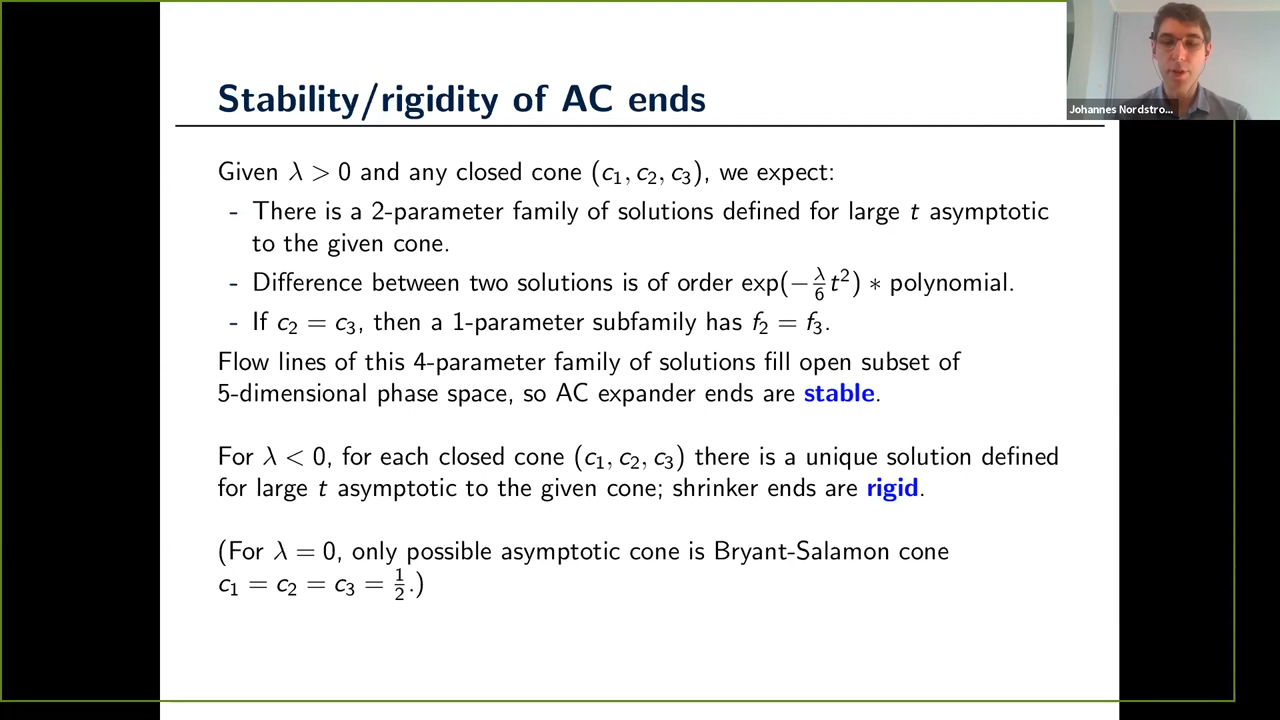 Stability/rigidity of AC ends
Johannes Nordstro...
Given λ > 0 and any closed cone (c₁, c₂, c₃), we expect:
- There is a 2-parameter family of solutions defined for large t asymptotic
to the given cone.
- Difference between two solutions is of order exp(−λ/6 t²) ∗ polynomial.
- If c₂ = c₃, then a 1-parameter subfamily has f₂ = f₃.
Flow lines of this 4-parameter family of solutions fill open subset of
5-dimensional phase space, so AC expander ends are stable.
For λ < 0, for each closed cone (c₁, c₂, c₃) there is a unique solution defined
for large t asymptotic to the given cone; shrinker ends are rigid.
(For λ = 0, only possible asymptotic cone is Bryant-Salamon cone
c₁ = c₂ = c₃ = 1/2.)